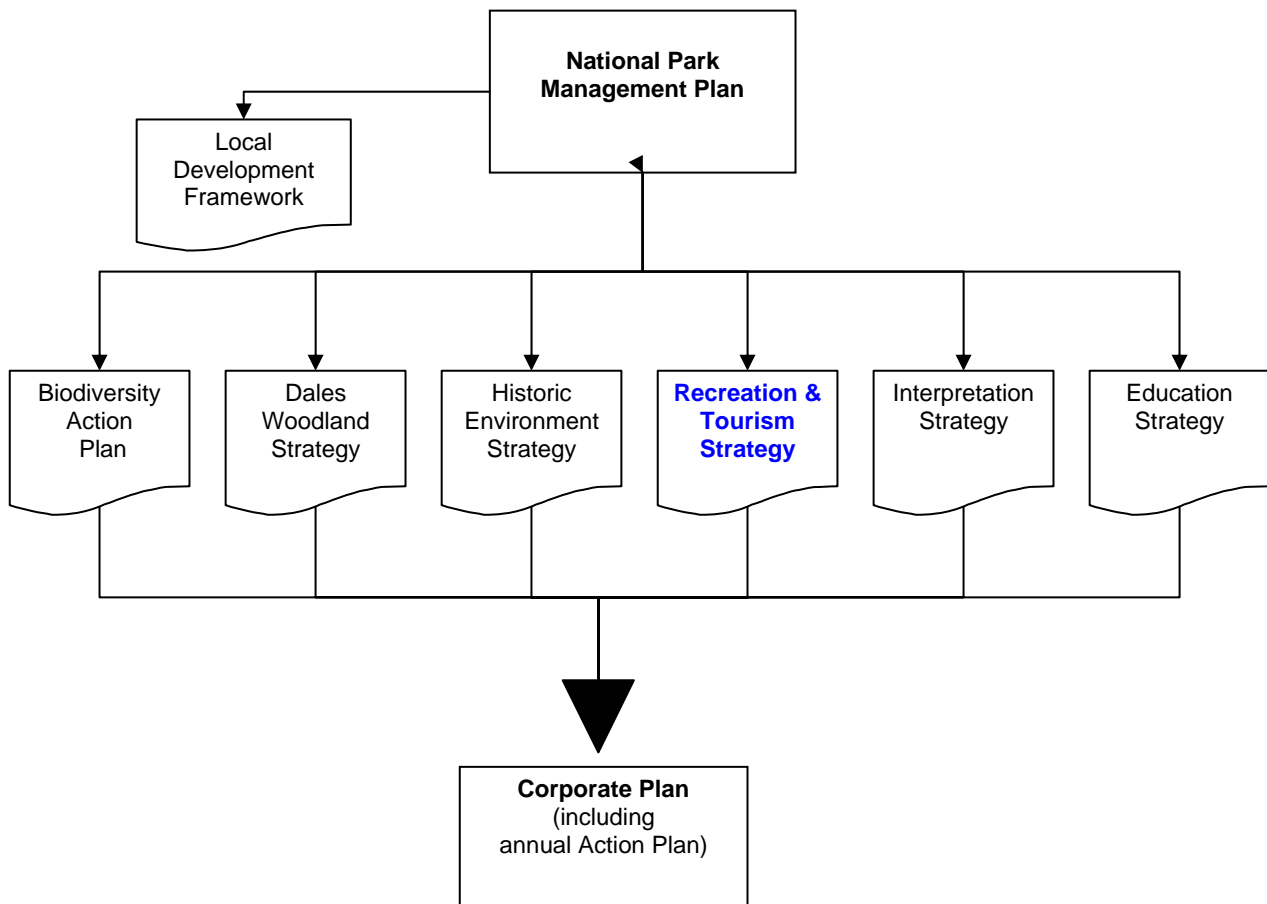 National Park
Management Plan
Local
Development
Framework
Biodiversity
Action
Plan
Dales
Woodland
Strategy
Historic
Environment
Strategy
Recreation &
Tourism
Strategy
Interpretation
Strategy
Education
Strategy
Corporate Plan
(including
annual Action Plan)